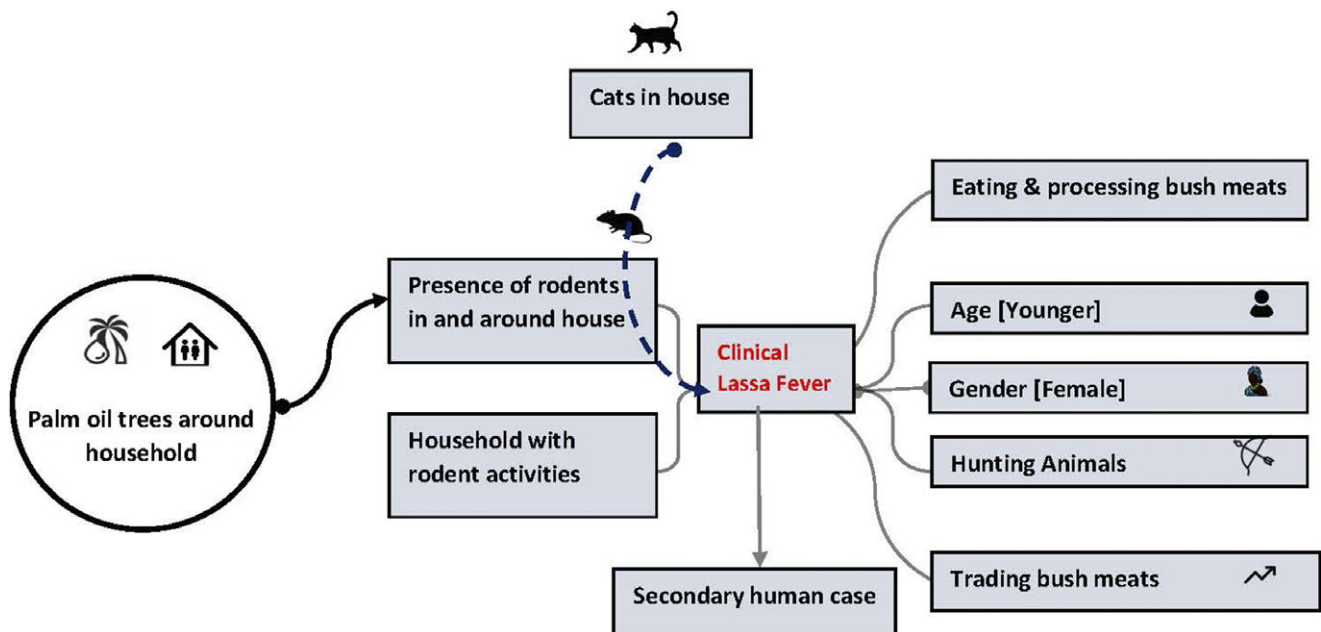 Cats in house
Eating & processing bush meats
Presence of rodents
in and around house
Age [Younger]
Clinical
Lassa Fever
Gender [Female]
Palm oil trees around
household
Household with
rodent activities
Hunting Animals
Trading bush meats
Secondary human case